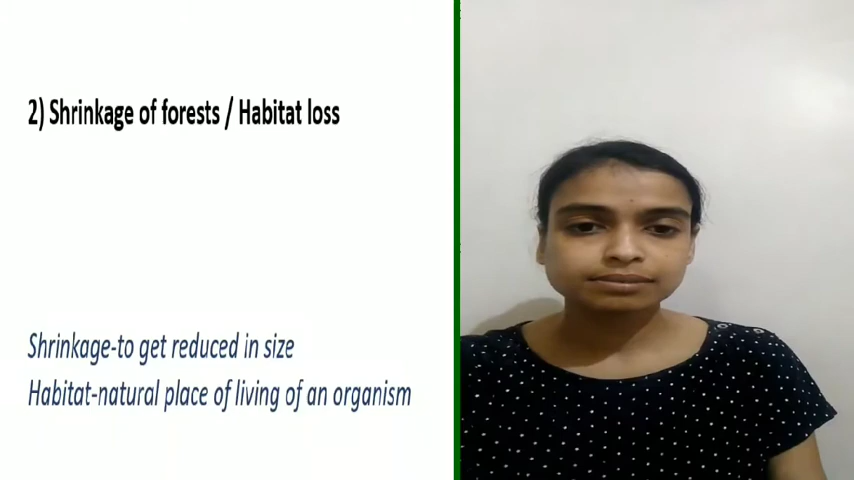 2) Shrinkage of forests / Habitat loss
Shrinkage-to get reduced in size
Habitat-natural place of living of an organism